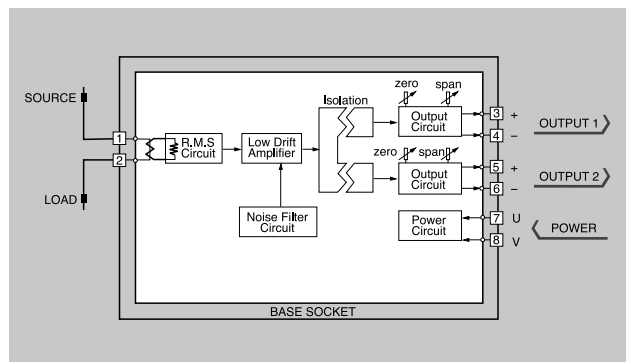 zero span
Isolation
SOURCE
1
2
LOAD
R.M.S
Circuit
Low Drift
Amplifier
Noise Filter
Circuit
Output
Circuit
3 +
4 −
OUTPUT 1
zero span
Output
Circuit
5 +
6 −
OUTPUT 2
Power
Circuit
7 U
8 V
POWER
BASE SOCKET